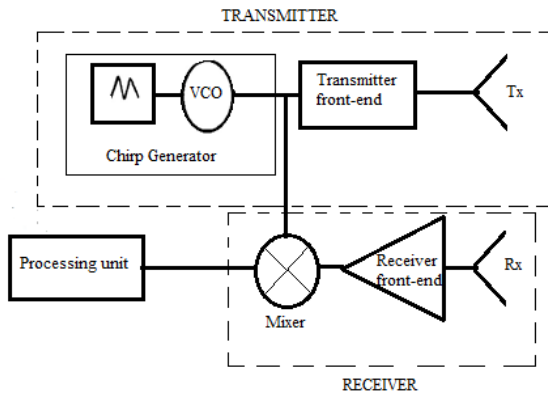 TRANSMITTER
VCO
Chirp Generator
Transmitter
front-end
Tx
Processing unit
Mixer
Receiver
front-end
Rx
RECEIVER